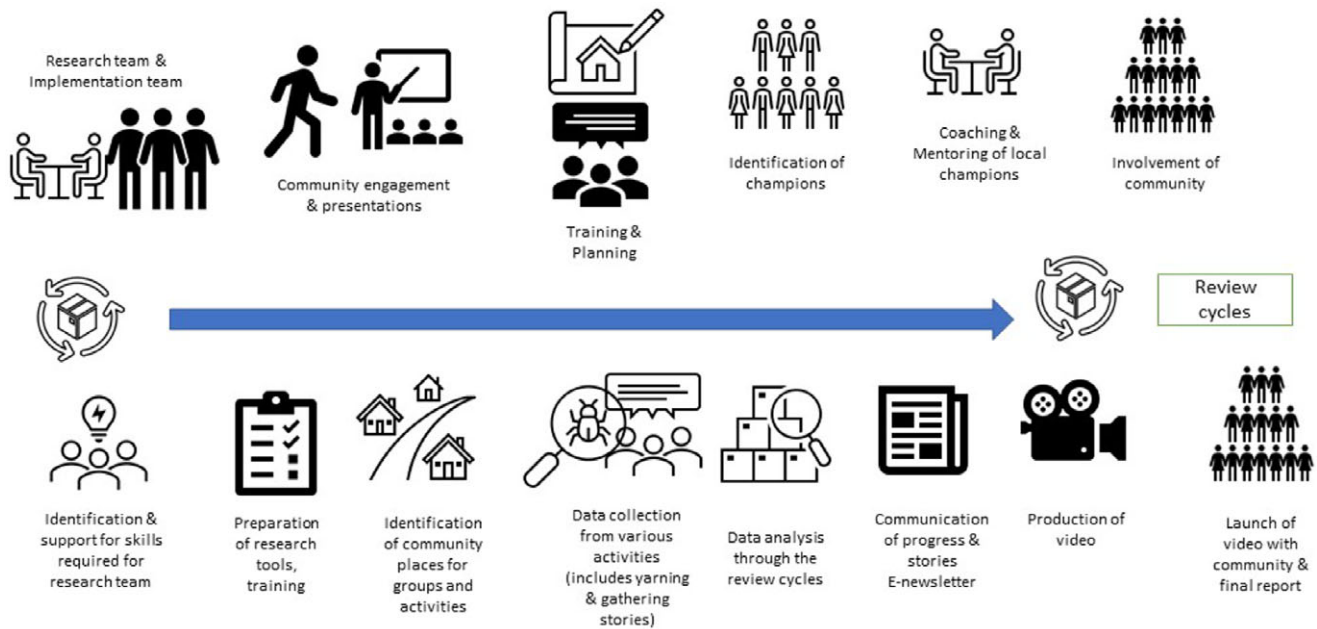 Research team &
Implementation team
Community engagement
& presentations
Training &
Planning
Identification of
champions
Coaching &
Mentoring of local
champions
Involvement of
community
Review
cycles
Identification &
support for skills
required for
research team
Preparation
of research
tools,
training
Identification
of community
places for
groups and
activities
Data collection
from various
activities
(includes yarning
& gathering
stories)
Data analysis
through the
review cycles
Communication
of progress &
stories
E-newsletter
Production of
video
Launch of
video with
community &
final report